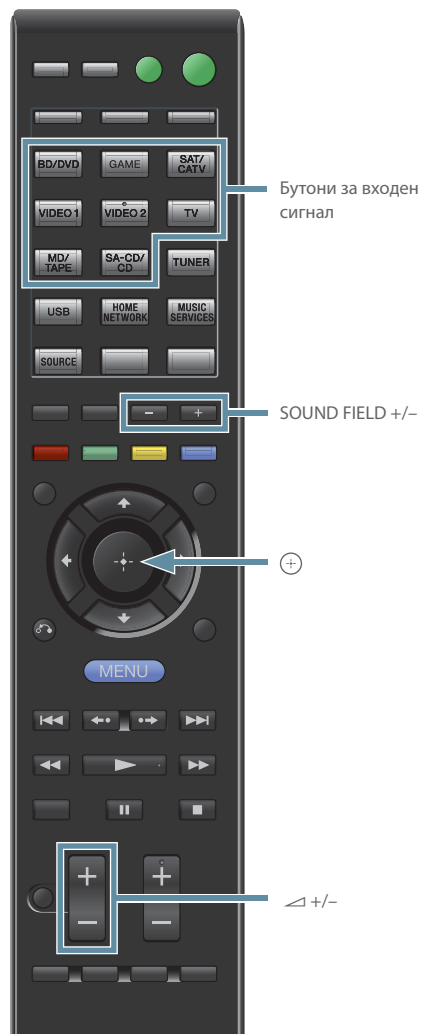 BD/DVD GAME SAT/
CATV
VIDEO 1 VIDEO 2 TV
MD/
TAPE SA-CD/
CD TUNER
USB HOME
NETWORK MUSIC
SERVICES
SOURCE
Бутони за входен
сигнал
– +
SOUND FIELD +/–
MENU
+ +
– –
+/–